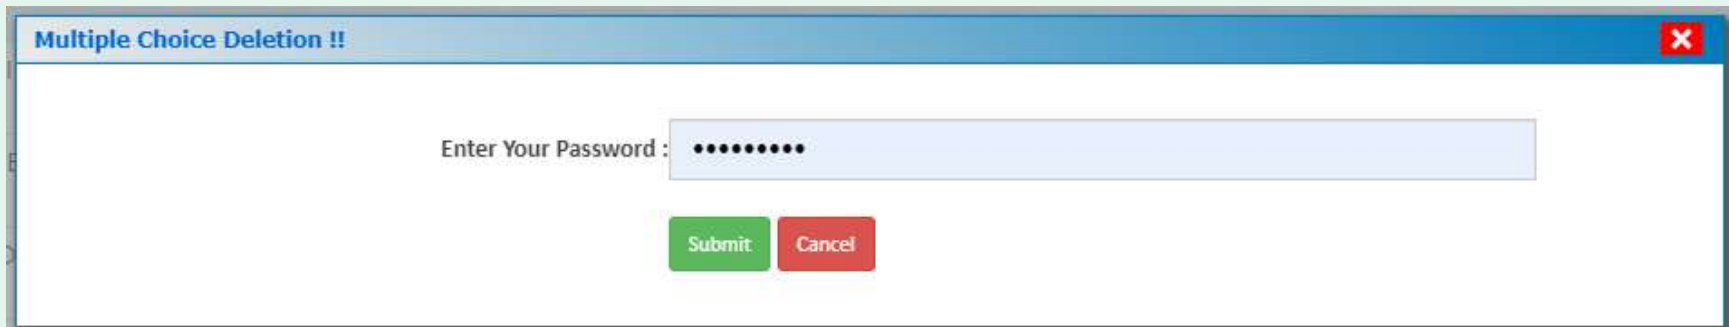 Multiple Choice Deletion !!
Enter Your Password : •••••••••
Submit Cancel